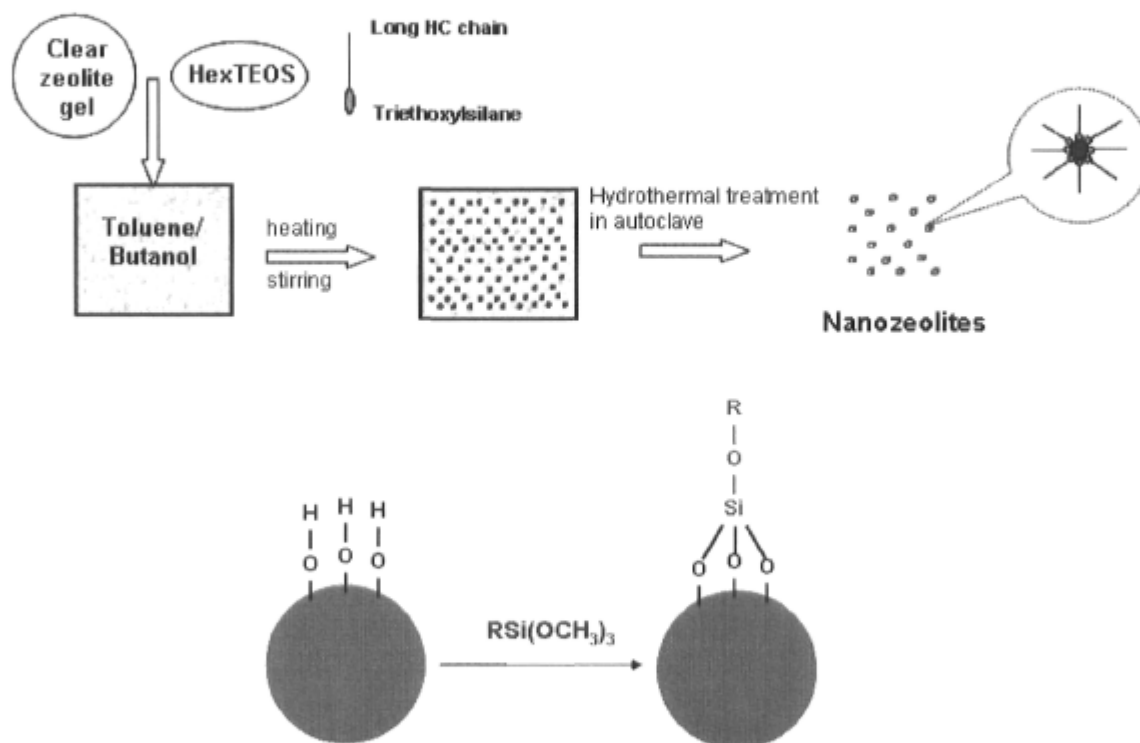 Clear
zeolite
gel
HexTEOS
Long HC chain
Triethoxylsilane
Toluene/
Butanol
heating
stirring
Hydrothermal treatment
in autoclave
Nanozeolites
H H H
O O O
RSi(OCH₃)₃
R
O
Si
O O O